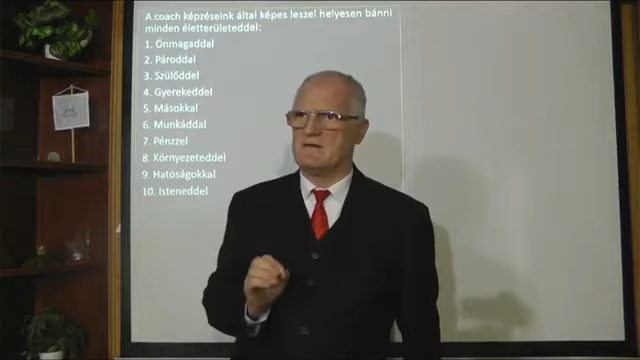 A coach képzéseink által képes leszel helyesen bánni
minden életterületeddel:
1. Önmagaddal
2. Pároddal
3. Szülőddel
4. Gyerekeddel
5. Másokkal
6. Munkáddal
7. Pénzzel
8. Környezeteddel
9. Hatóságokkal
10. Isteneddel